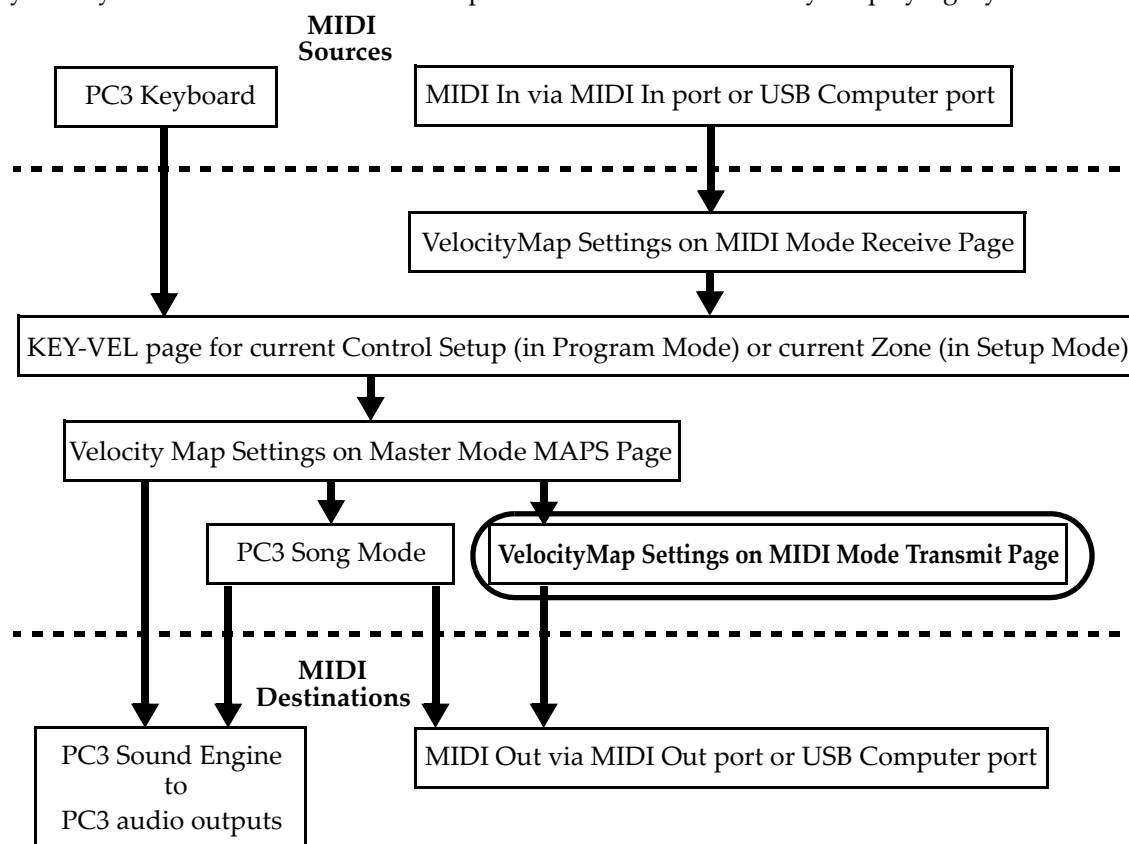 MIDI
Sources
PC3 Keyboard
MIDI In via MIDI In port or USB Computer port
VelocityMap Settings on MIDI Mode Receive Page
KEY-VEL page for current Control Setup (in Program Mode) or current Zone (in Setup Mode)
Velocity Map Settings on Master Mode MAPS Page
PC3 Song Mode
VelocityMap Settings on MIDI Mode Transmit Page
MIDI
Destinations
PC3 Sound Engine
to
PC3 audio outputs
MIDI Out via MIDI Out port or USB Computer port